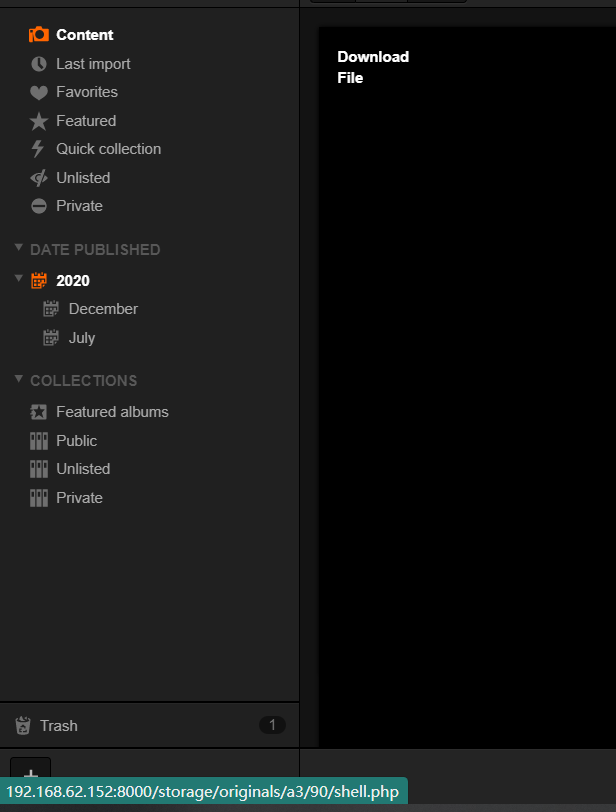 Content
Last import
Favorites
Featured
Quick collection
Unlisted
Private
DATE PUBLISHED
2020
December
July
COLLECTIONS
Featured albums
Public
Unlisted
Private
Trash 1
Download
File
192.168.62.152:8000/storage/originals/a3/90/shell.php